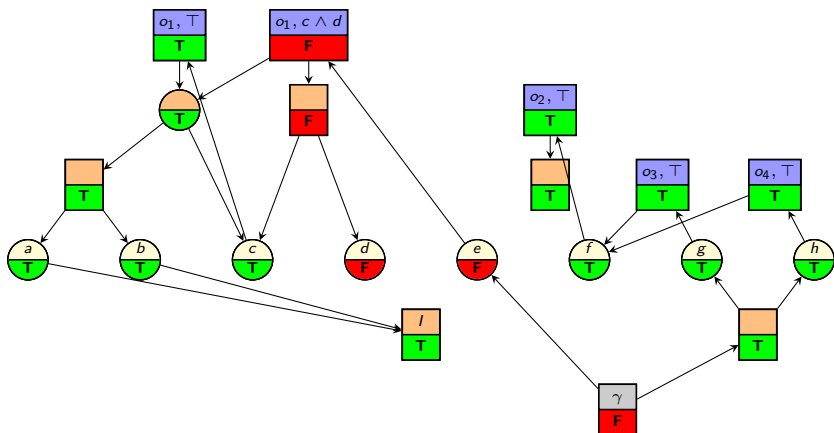 o₁, ⊤ o₁, c ∧ d
T F
T F
o₂, ⊤
T
T
T o₃, ⊤ o₄, ⊤
T T
a b c d e f g h
T T T F F T T T
I
T T
γ
F